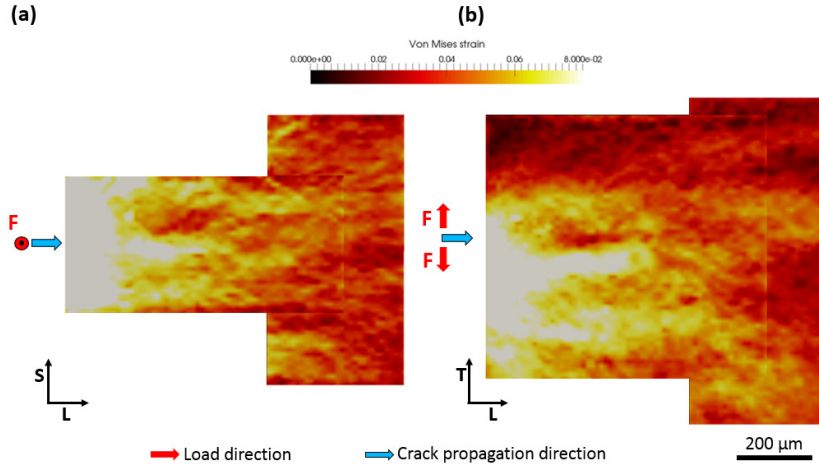 (a)
(b)
Von Mises strain
0.000e+00 0.02 0.04 0.06 8.000e-02
F
F
F
S
L
T
L
Load direction
Crack propagation direction
200 µm